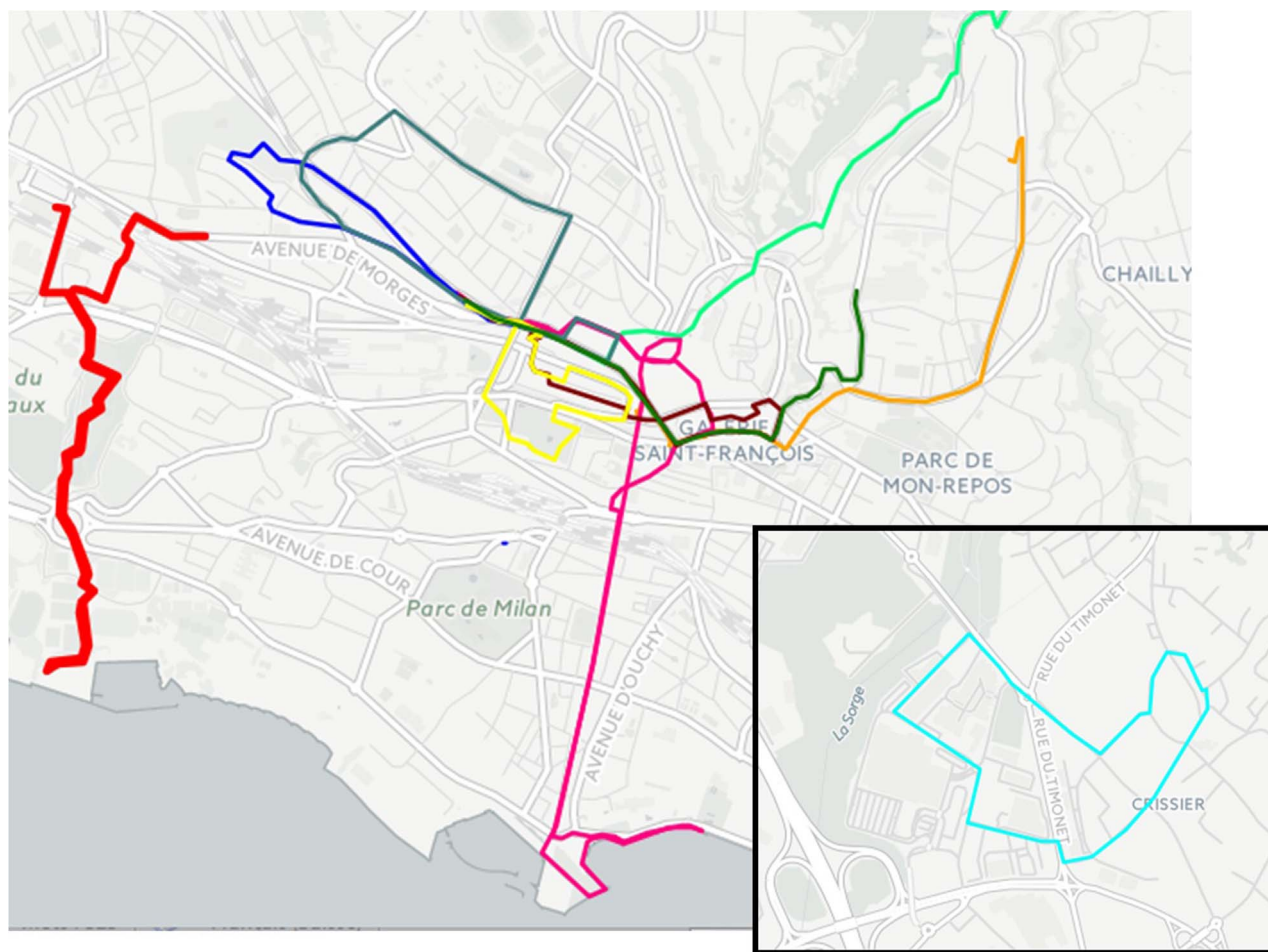 AVENUE DE MORGES
CHAILLY
du
aux
GALERIE
SAINT-FRANÇOIS
PARC DE
MON-REPOS
AVENUE DE COUR
Parc de Milan
AVENUE D'OUCHY
RUE DU TIMONET
La Sorge
RUE DU TIMONET
CRISSIER